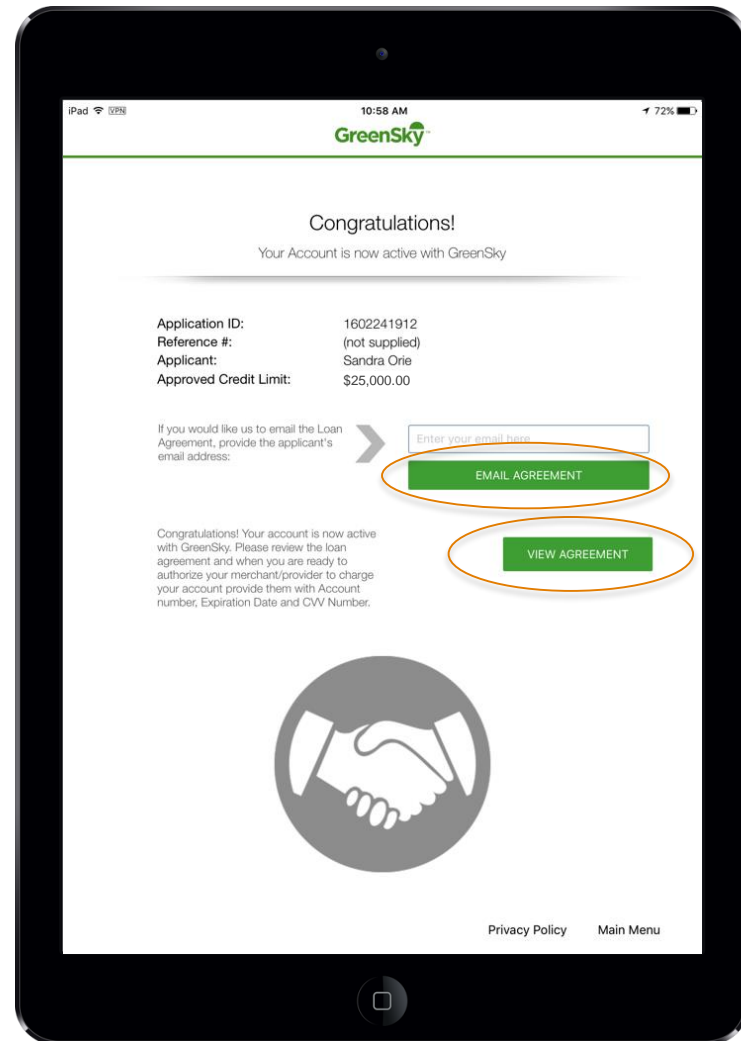 iPad VPN 10:58 AM 72%
GreenSky™
Congratulations!
Your Account is now active with GreenSky
Application ID: 1602241912
Reference #: (not supplied)
Applicant: Sandra Orie
Approved Credit Limit: $25,000.00
If you would like us to email the Loan
Agreement, provide the applicant's
email address:
Enter your email here
EMAIL AGREEMENT
Congratulations! Your account is now active
with GreenSky. Please review the loan
agreement and when you are ready to
authorize your merchant/provider to charge
your account provide them with Account
number, Expiration Date and CVV Number.
VIEW AGREEMENT
Privacy Policy Main Menu